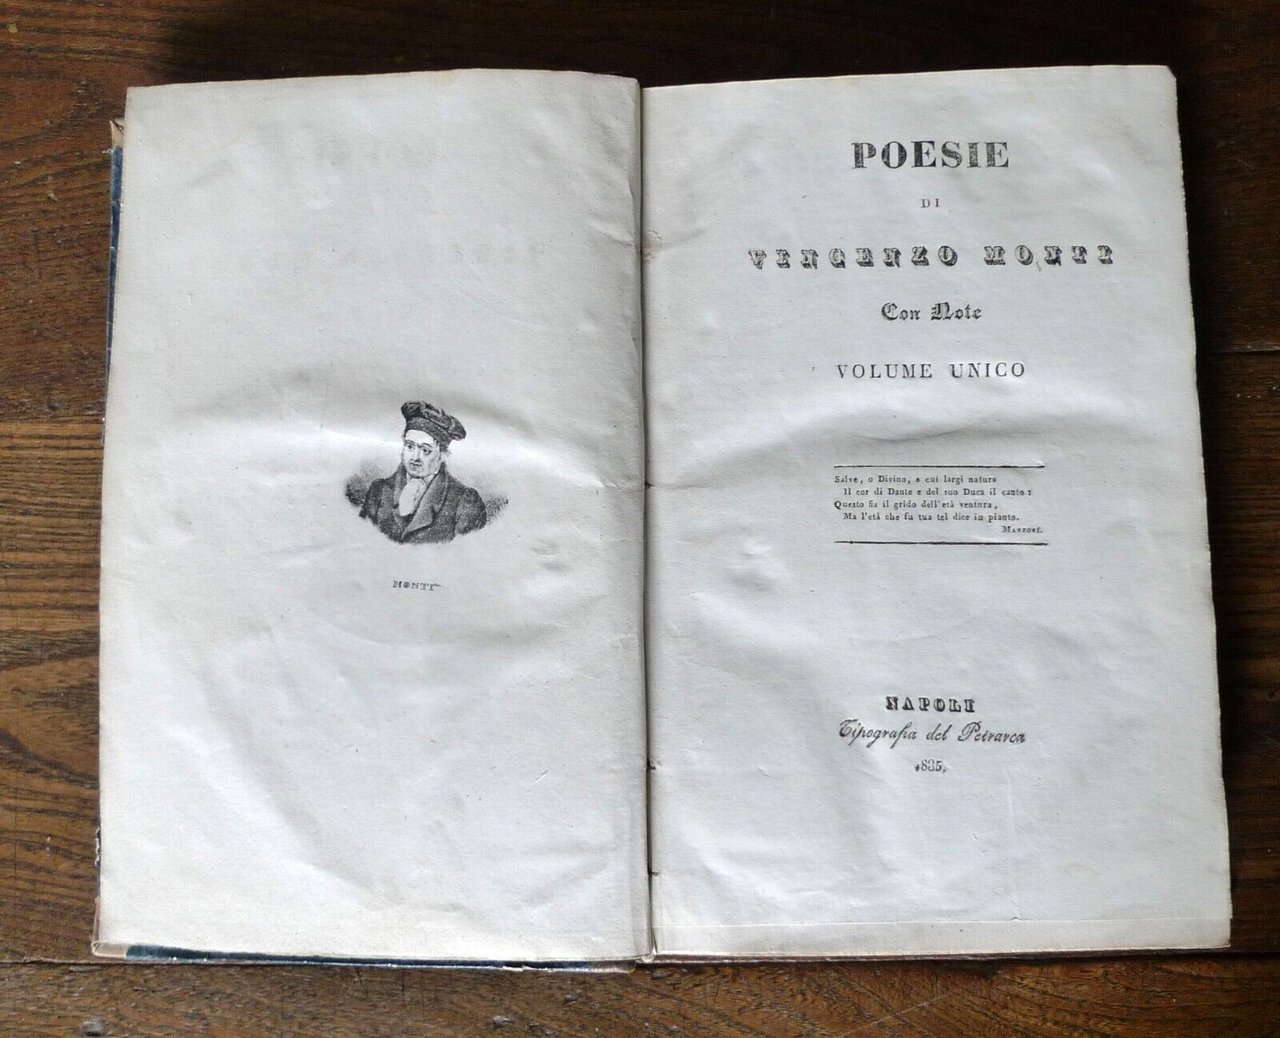 MONTI
POESIE
DI
VINCENZO MONTI
Con Note
VOLUME UNICO
Salve, o Divino, a cui largì natura
Il cor di Dante e del suo Duca il canto:
Questo fia il grido dell'età ventura,
Ma l'età che fu tua tel dice in pianto.
MANZONI.
NAPOLI
Tipografia del Petrarca
1835,